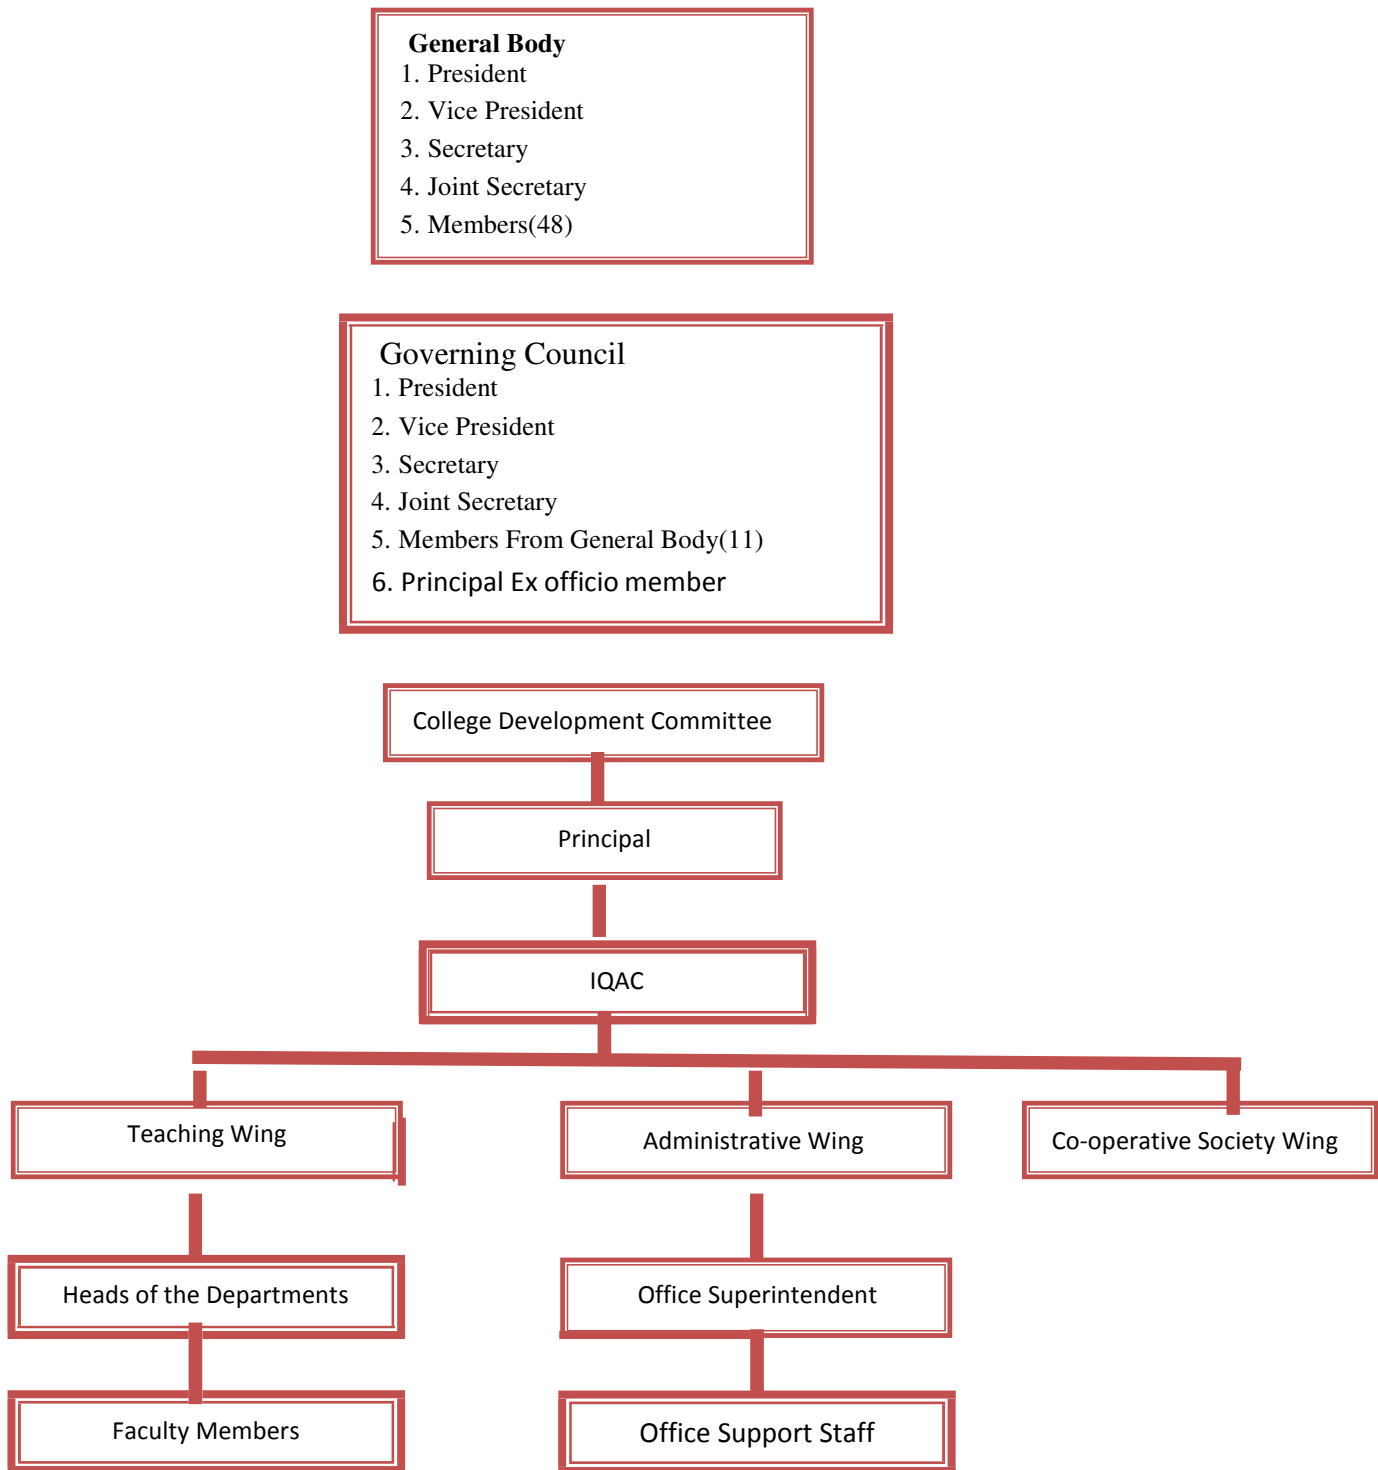 General Body
1. President
2. Vice President
3. Secretary
4. Joint Secretary
5. Members(48)
Governing Council
1. President
2. Vice President
3. Secretary
4. Joint Secretary
5. Members From General Body(11)
6. Principal Ex officio member
College Development Committee
Principal
IQAC
Teaching Wing
Administrative Wing
Co-operative Society Wing
Heads of the Departments
Office Superintendent
Faculty Members
Office Support Staff